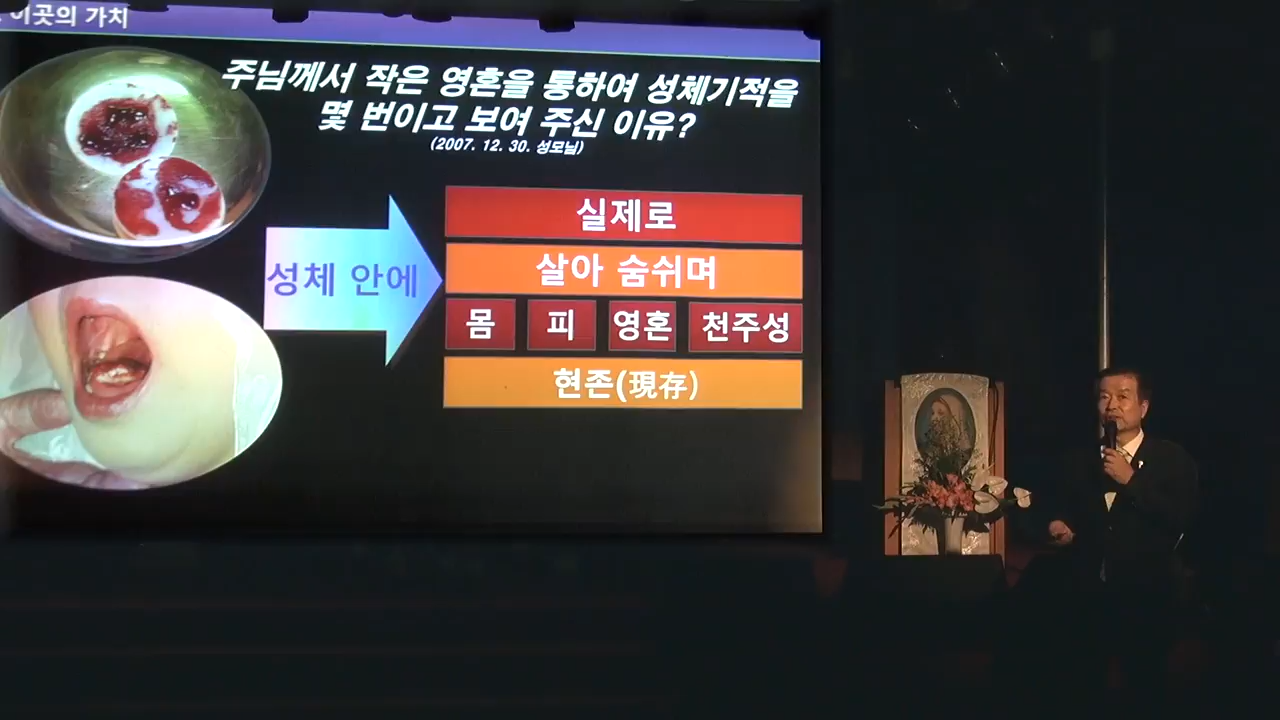 이곳의 가치
주님께서 작은 영혼을 통하여 성체기적을
몇 번이고 보여 주신 이유?
(2007. 12. 30. 성모님)
성체 안에
실제로
살아 숨쉬며
몸 피 영혼 천주성
현존(現存)